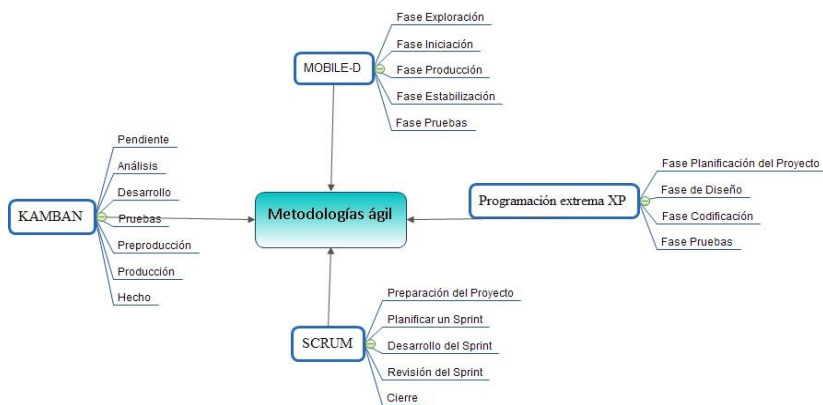 Fase Exploración
Fase Iniciación
MOBILE-D
Fase Producción
Fase Estabilización
Fase Pruebas
Pendiente
Análisis
Desarrollo
KAMBAN
Pruebas
Preproducción
Producción
Hecho
Metodologías ágil
Programación extrema XP
Fase Planificación del Proyecto
Fase de Diseño
Fase Codificación
Fase Pruebas
SCRUM
Preparación del Proyecto
Planificar un Sprint
Desarrollo del Sprint
Revisión del Sprint
Cierre